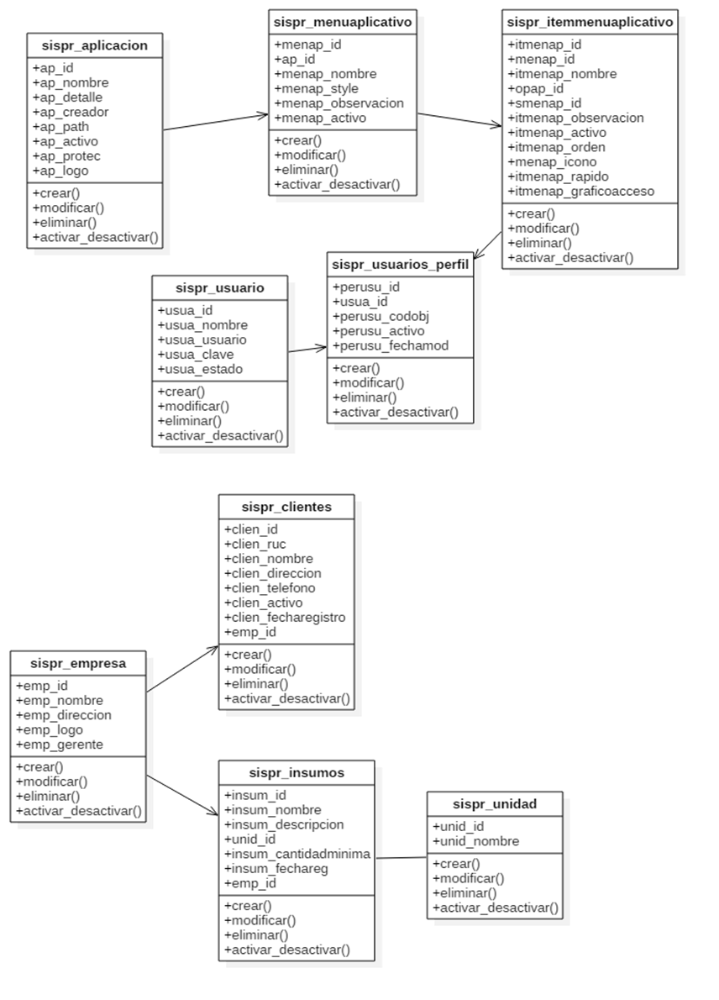 sispr_aplicacion
+ap_id
+ap_nombre
+ap_detalle
+ap_creador
+ap_path
+ap_activo
+ap_protec
+ap_logo
+crear()
+modificar()
+eliminar()
+activar_desactivar()
sispr_menuaplicativo
+menap_id
+ap_id
+menap_nombre
+menap_style
+menap_observacion
+menap_activo
+crear()
+modificar()
+eliminar()
+activar_desactivar()
sispr_itemmenuaplicativo
+itmenap_id
+menap_id
+itmenap_nombre
+opap_id
+smenap_id
+itmenap_observacion
+itmenap_activo
+itmenap_orden
+menap_icono
+itmenap_rapido
+itmenap_graficoacceso
+crear()
+modificar()
+eliminar()
+activar_desactivar()
sispr_usuario
+usua_id
+usua_nombre
+usua_usuario
+usua_clave
+usua_estado
+crear()
+modificar()
+eliminar()
+activar_desactivar()
sispr_usuarios_perfil
+perusu_id
+usua_id
+perusu_codobj
+perusu_activo
+perusu_fechamod
+crear()
+modificar()
+eliminar()
+activar_desactivar()
sispr_clientes
+clien_id
+clien_ruc
+clien_nombre
+clien_direccion
+clien_telefono
+clien_activo
+clien_fecharegistro
+emp_id
+crear()
+modificar()
+eliminar()
+activar_desactivar()
sispr_empresa
+emp_id
+emp_nombre
+emp_direccion
+emp_logo
+emp_gerente
+crear()
+modificar()
+eliminar()
+activar_desactivar()
sispr_insumos
+insum_id
+insum_nombre
+insum_descripcion
+unid_id
+insum_cantidadminima
+insum_fechareg
+emp_id
+crear()
+modificar()
+eliminar()
+activar_desactivar()
sispr_unidad
+unid_id
+unid_nombre
+crear()
+modificar()
+eliminar()
+activar_desactivar()